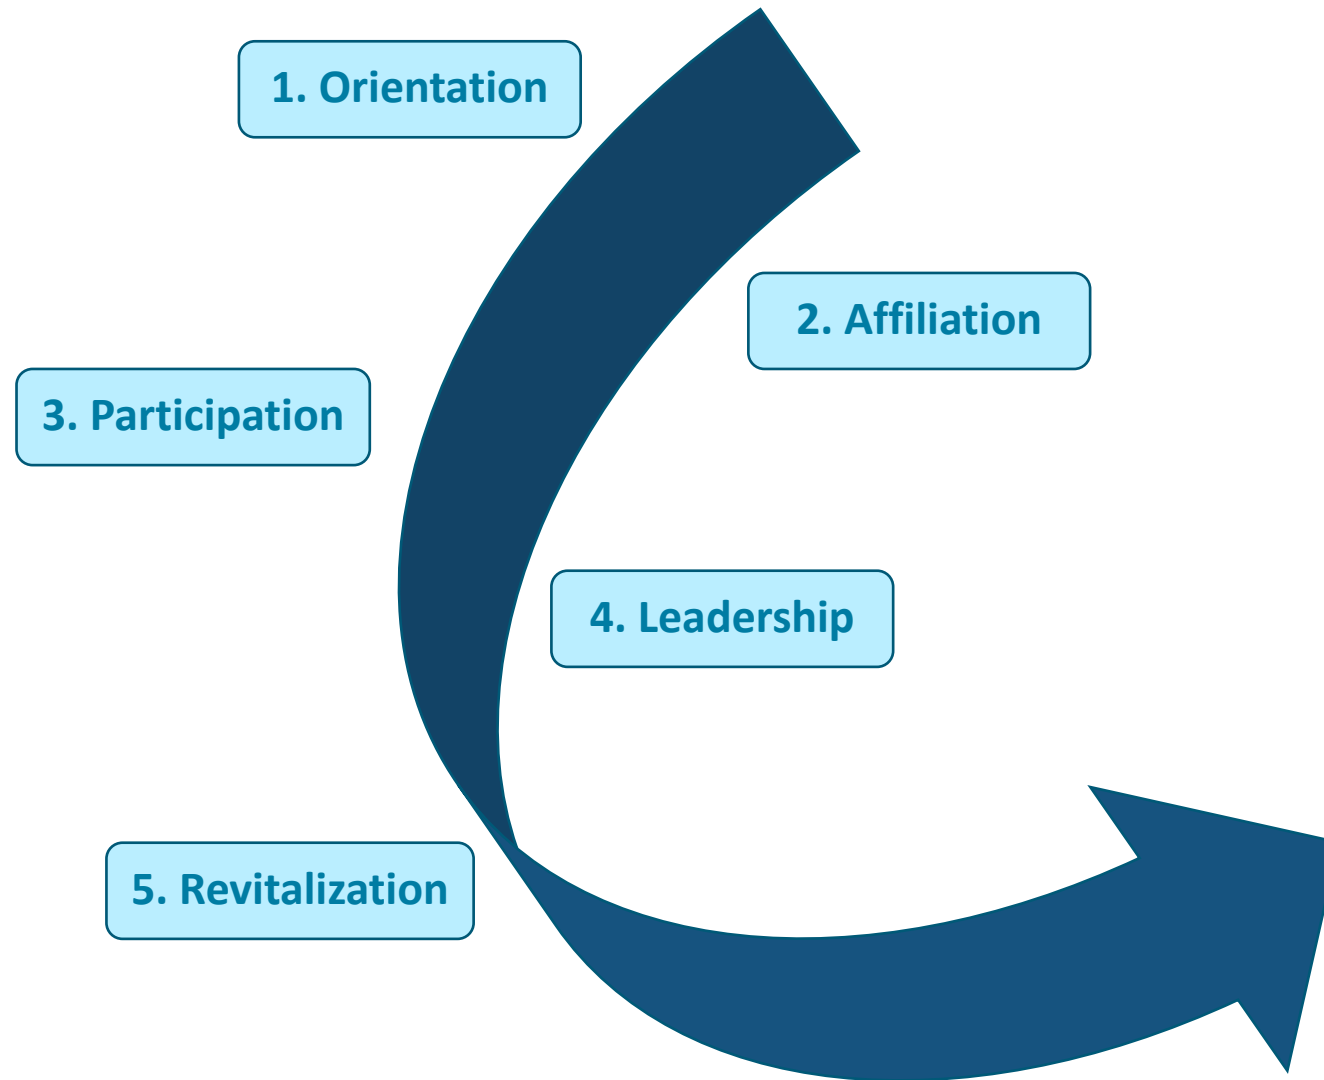 1. Orientation
2. Affiliation
3. Participation
4. Leadership
5. Revitalization